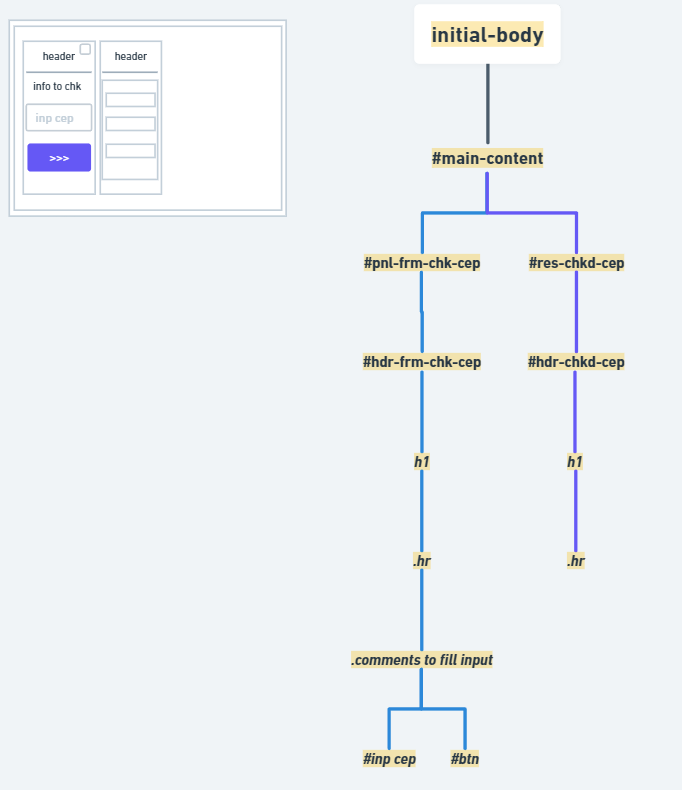 header
header
info to chk
inp cep
>>>
initial-body
#main-content
#pnl-frm-chk-cep
#res-chkd-cep
#hdr-frm-chk-cep
#hdr-chkd-cep
h1
h1
.hr
.hr
.comments to fill input
#inp cep
#btn